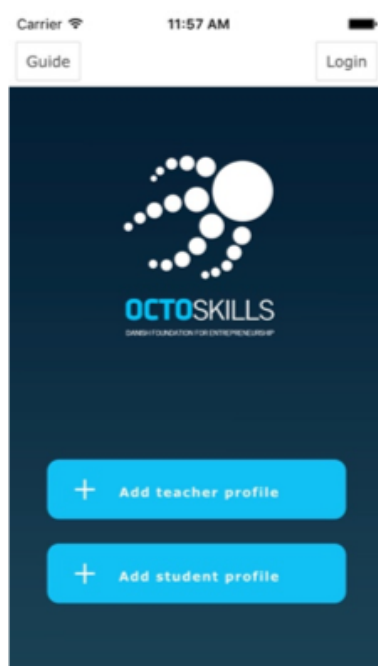 Carrier 11:57 AM
Guide Login
OCTOSKILLS
DANISH FOUNDATION FOR ENTREPRENEURSHIP
+ Add teacher profile
+ Add student profile